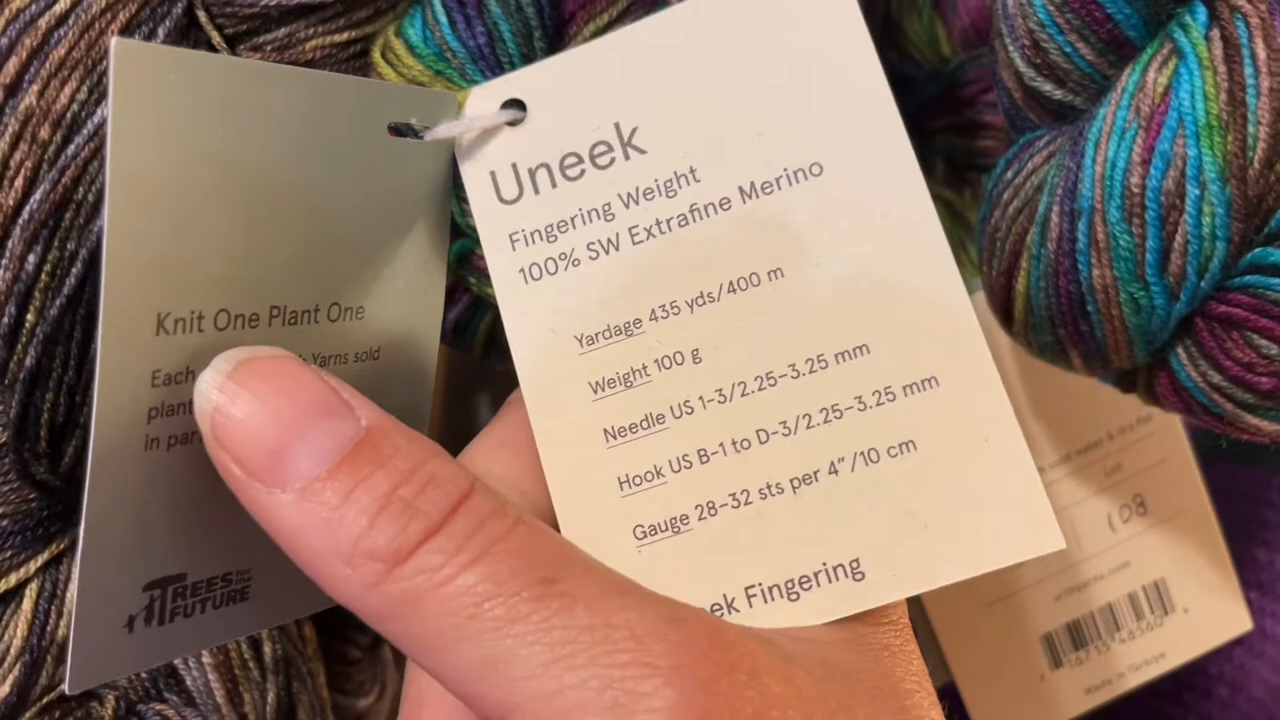 Knit One Plant One
Each Yarns sold
plant
in par
TREES for the
FUTURE
Uneek
Fingering Weight
100% SW Extrafine Merino
Yardage 435 yds/400 m
Weight 100 g
Needle US 1-3/2.25-3.25 mm
Hook US B-1 to D-3/2.25-3.25 mm
Gauge 28-32 sts per 4"/10 cm
eek Fingering
108
Made in Türkiye